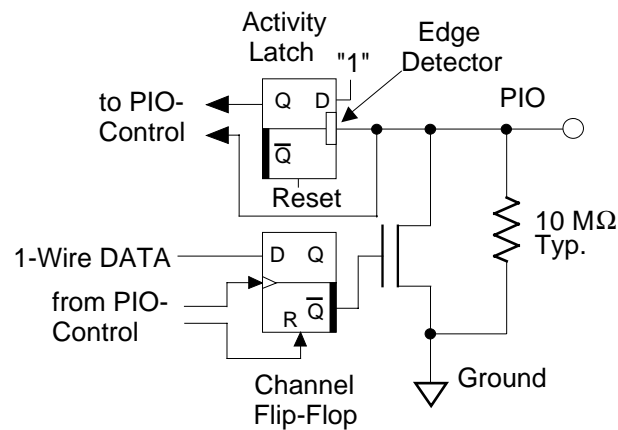 Activity
Latch
"1"
Edge
Detector
to PIO-
Control
Q D
Q̅
Reset
PIO
10 MΩ
Typ.
1-Wire DATA
from PIO-
Control
D Q
Q̅
R
Channel
Flip-Flop
Ground